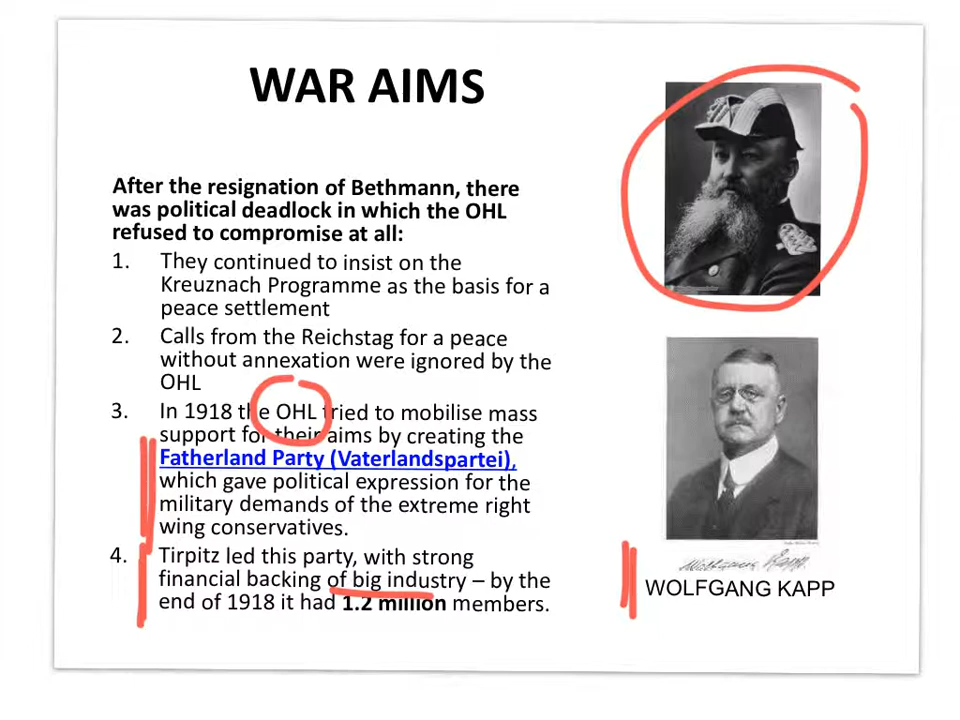 WAR AIMS
After the resignation of Bethmann, there
was political deadlock in which the OHL
refused to compromise at all:
1. They continued to insist on the
Kreuznach Programme as the basis for a
peace settlement
2. Calls from the Reichstag for a peace
without annexation were ignored by the
OHL
3. In 1918 the OHL tried to mobilise mass
support for their aims by creating the
Fatherland Party (Vaterlandspartei),
which gave political expression for the
military demands of the extreme right
wing conservatives.
4. Tirpitz led this party, with strong
financial backing of big industry – by the
end of 1918 it had 1.2 million members.
Wolfgang Kapp.
WOLFGANG KAPP